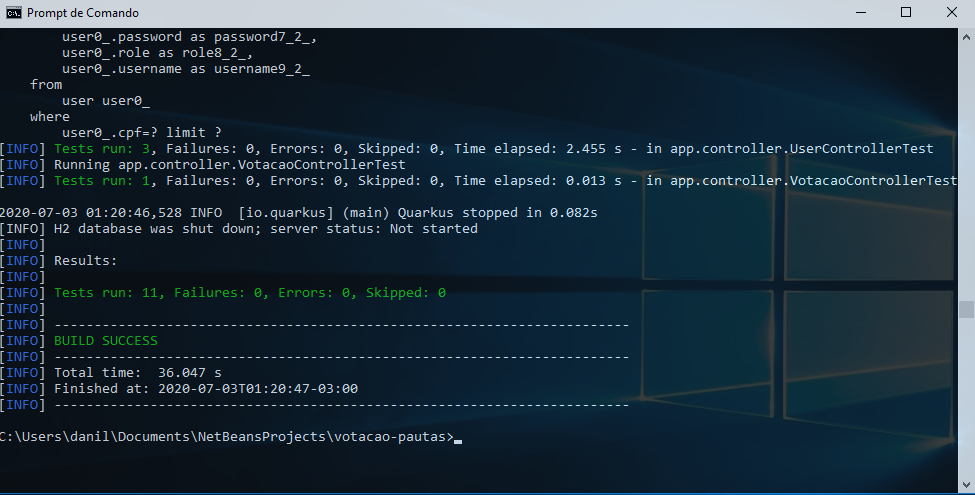 Prompt de Comando
user0_.password as password7_2_,
user0_.role as role8_2_,
user0_.username as username9_2_
from
user user0_
where
user0_.cpf=? limit ?
[INFO] Tests run: 3, Failures: 0, Errors: 0, Skipped: 0, Time elapsed: 2.455 s - in app.controller.UserControllerTest
[INFO] Running app.controller.VotacaoControllerTest
[INFO] Tests run: 1, Failures: 0, Errors: 0, Skipped: 0, Time elapsed: 0.013 s - in app.controller.VotacaoControllerTest
2020-07-03 01:20:46,528 INFO  [io.quarkus] (main) Quarkus stopped in 0.082s
[INFO] H2 database was shut down; server status: Not started
[INFO]
[INFO] Results:
[INFO]
[INFO] Tests run: 11, Failures: 0, Errors: 0, Skipped: 0
[INFO]
[INFO] ------------------------------------------------------------------------
[INFO] BUILD SUCCESS
[INFO] ------------------------------------------------------------------------
[INFO] Total time:  36.047 s
[INFO] Finished at: 2020-07-03T01:20:47-03:00
[INFO] ------------------------------------------------------------------------
C:\Users\danil\Documents\NetBeansProjects\votacao-pautas>